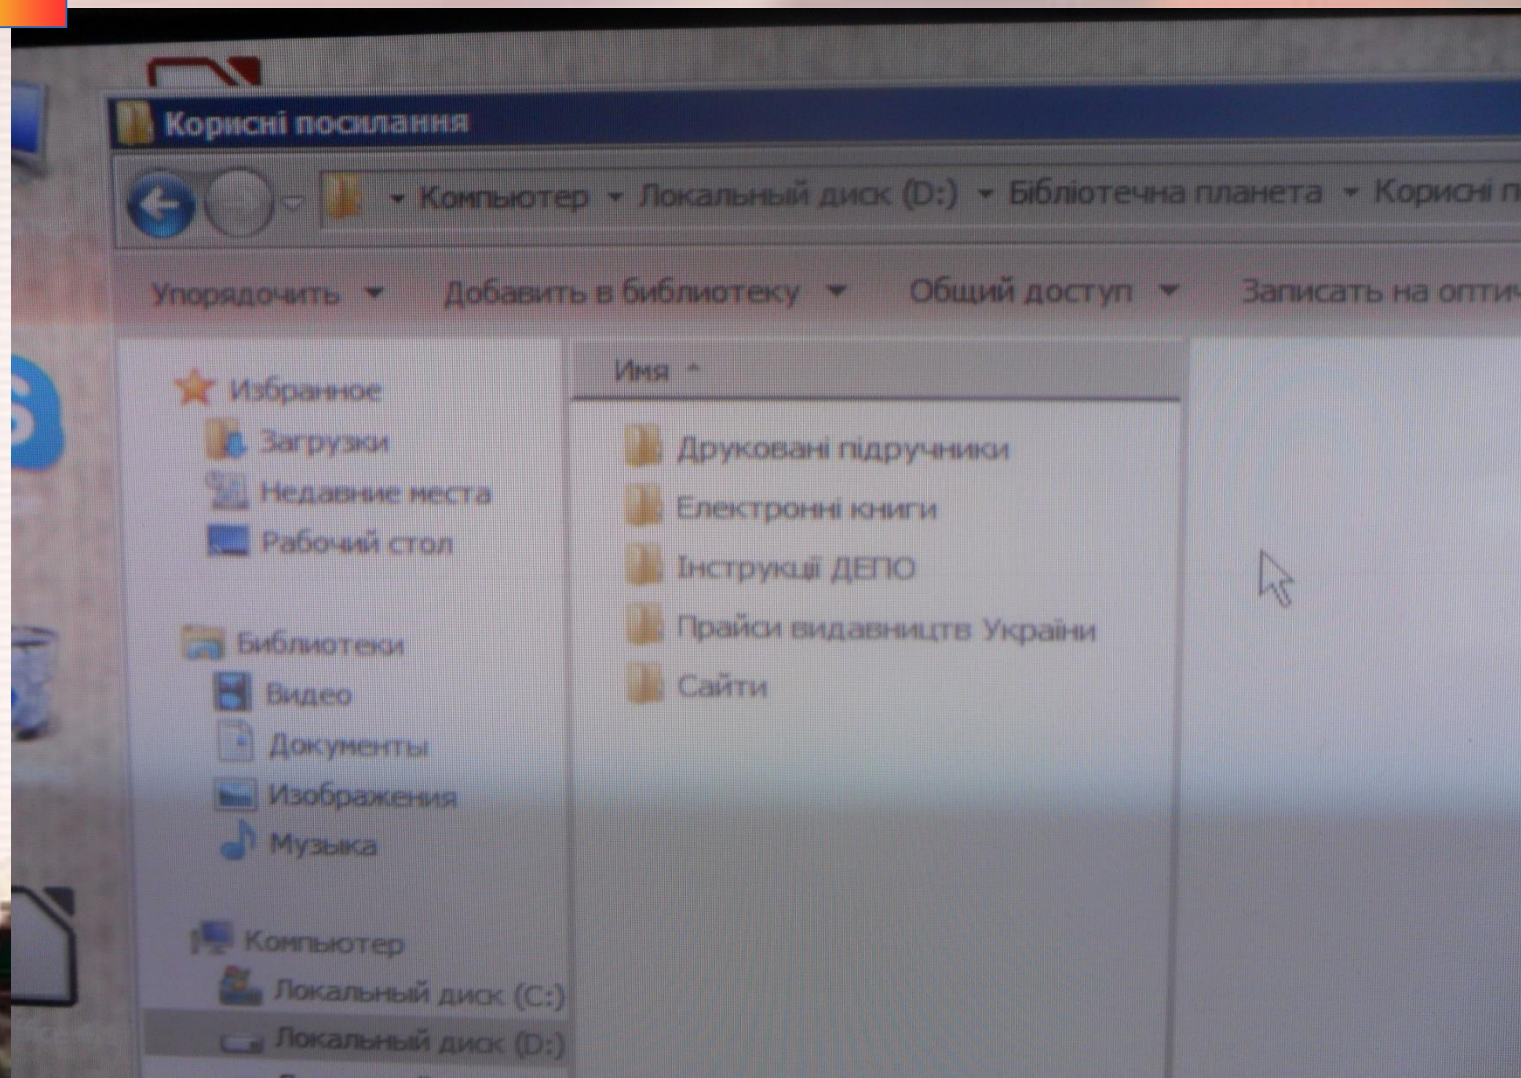 Корисні посилання
Компьютер Локальный диск (D:) Бібліотечна планета Корисні п
Упорядочить Добавить в библиотеку Общий доступ Записать на оптич
Имя
Избранное
Загрузки
Недавние места
Рабочий стол
Библиотеки
Видео
Документы
Изображения
Музыка
Компьютер
Локальный диск (C:)
Локальный диск (D:)
Друковані підручники
Електронні книги
Інструкції ДЕПО
Прайси видавництв України
Сайти